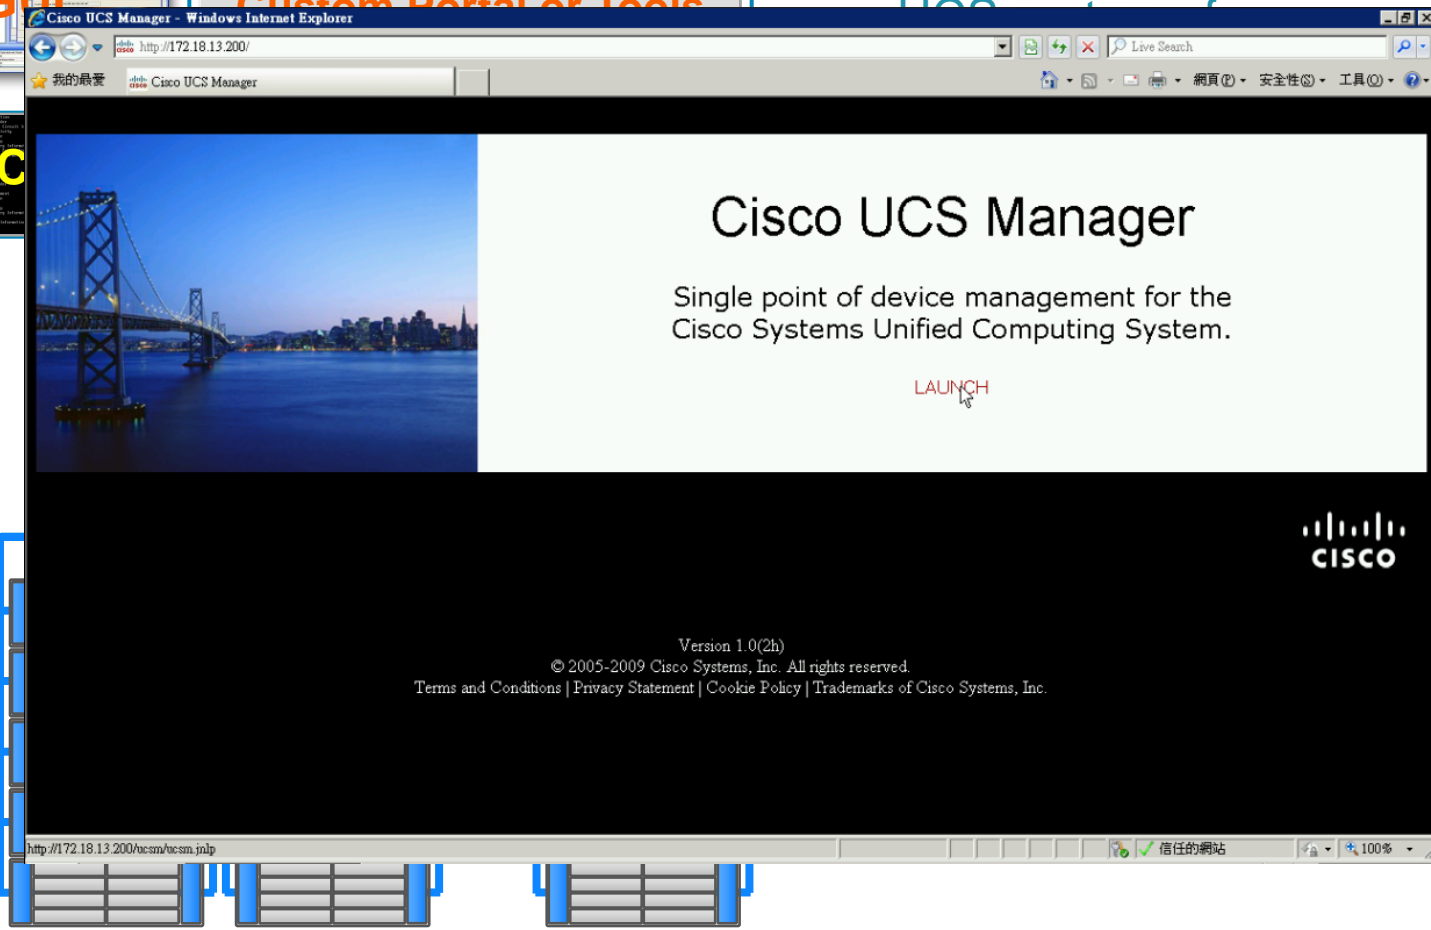 Custom Portal or Tools
Cisco UCS Manager - Windows Internet Explorer
http://172.18.13.200/
Live Search
我的最愛
Cisco UCS Manager
網頁(P)
安全性(S)
工具(O)
Cisco UCS Manager
Single point of device management for the
Cisco Systems Unified Computing System.
LAUNCH
CISCO
Version 1.0(2h)
© 2005-2009 Cisco Systems, Inc. All rights reserved.
Terms and Conditions | Privacy Statement | Cookie Policy | Trademarks of Cisco Systems, Inc.
http://172.18.13.200/ucsm/ucsm.jnlp
信任的網站
100%